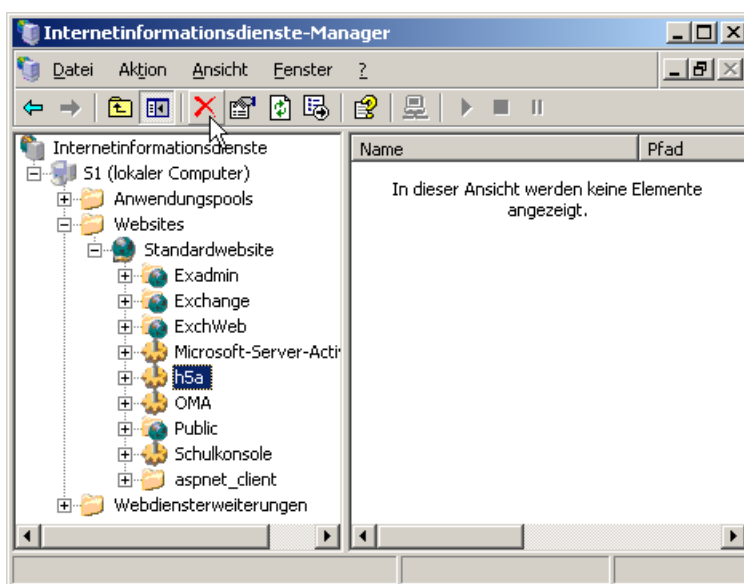 Internetinformationsdienste-Manager
Datei Aktion Ansicht Fenster ?
Internetinformationsdienste
S1 (lokaler Computer)
Anwendungspools
Websites
Standardwebsite
Exadmin
Exchange
ExchWeb
Microsoft-Server-Acti
h5a
OMA
Public
Schulkonsole
aspnet_client
Webdiensterweiterungen
Name Pfad
In dieser Ansicht werden keine Elemente
angezeigt.